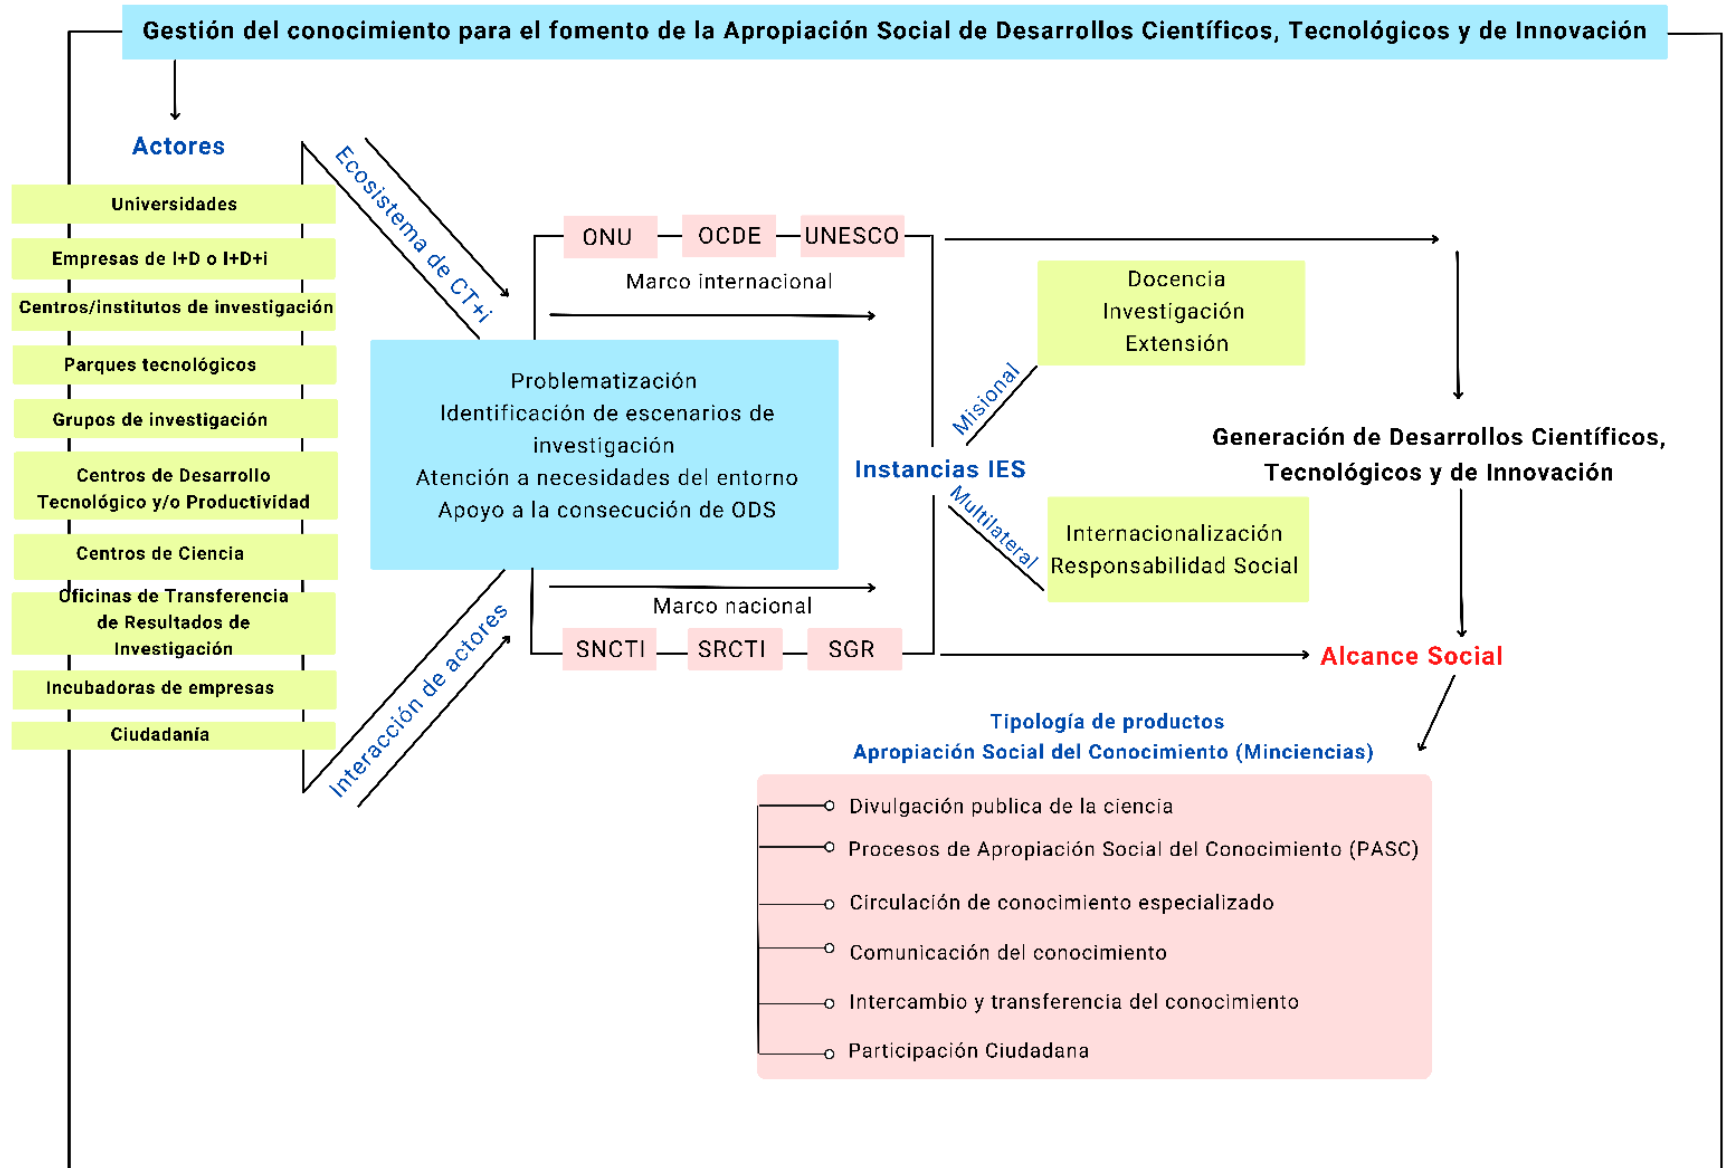 Gestión del conocimiento para el fomento de la Apropiación Social de Desarrollos Científicos, Tecnológicos y de Innovación
Actores
Universidades
Empresas de I+D o I+D+i
Centros/institutos de investigación
Parques tecnológicos
Grupos de investigación
Centros de Desarrollo
Tecnológico y/o Productividad
Centros de Ciencia
Oficinas de Transferencia
de Resultados de
Investigación
Incubadoras de empresas
Ciudadanía
Ecosistema de CT+i
Interacción de actores
Problematización
Identificación de escenarios de
investigación
Atención a necesidades del entorno
Apoyo a la consecución de ODS
ONU
OCDE
UNESCO
Marco internacional
Marco nacional
SNCTI
SRCTI
SGR
Instancias IES
Misional
Docencia
Investigación
Extensión
Multilateral
Internacionalización
Responsabilidad Social
Generación de Desarrollos Científicos,
Tecnológicos y de Innovación
Alcance Social
Tipología de productos
Apropiación Social del Conocimiento (Minciencias)
Divulgación publica de la ciencia
Procesos de Apropiación Social del Conocimiento (PASC)
Circulación de conocimiento especializado
Comunicación del conocimiento
Intercambio y transferencia del conocimiento
Participación Ciudadana